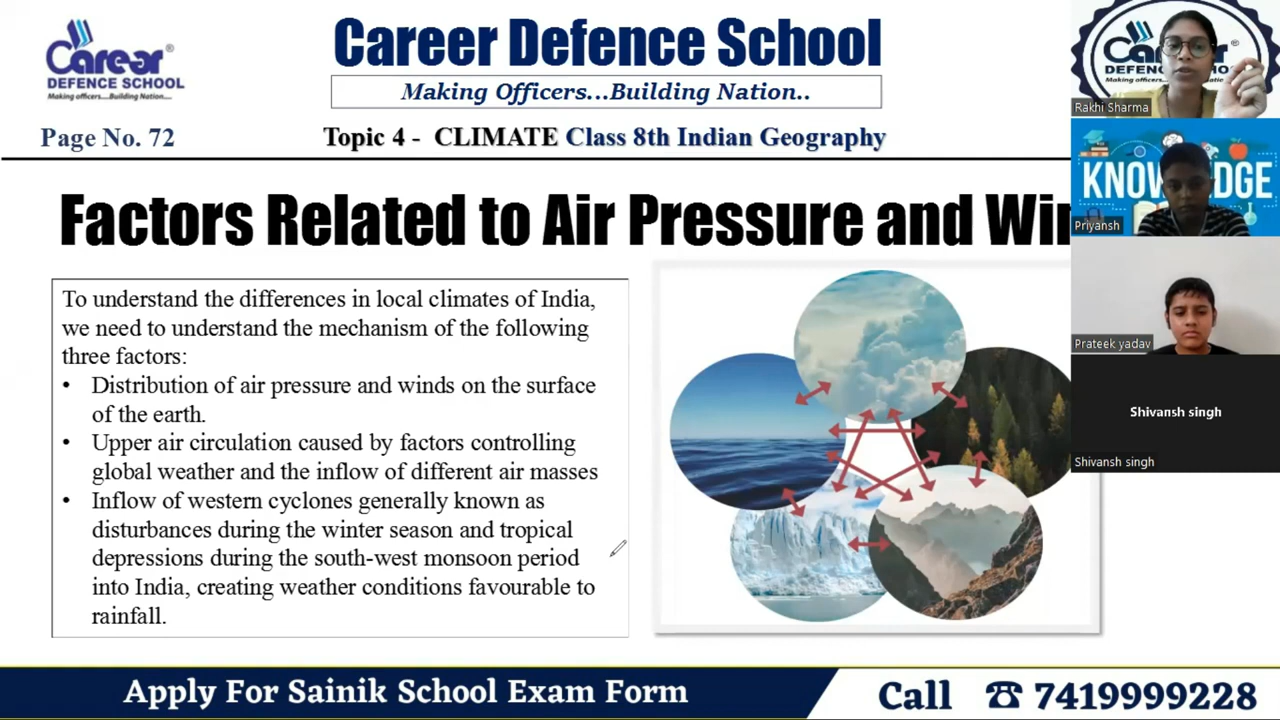 Career
DEFENCE SCHOOL
Making Officers....Building Nation...
Career Defence School
Making Officers...Building Nation..
Page No. 72
Topic 4 - CLIMATE Class 8th Indian Geography
Factors Related to Air Pressure and Win
To understand the differences in local climates of India,
we need to understand the mechanism of the following
three factors:
• Distribution of air pressure and winds on the surface
of the earth.
• Upper air circulation caused by factors controlling
global weather and the inflow of different air masses
• Inflow of western cyclones generally known as
disturbances during the winter season and tropical
depressions during the south-west monsoon period
into India, creating weather conditions favourable to
rainfall.
Rakhi Sharma
KNOW EDGE
Priyansh
Prateek yadav
Shivansh singh
Shivansh singh
Apply For Sainik School Exam Form
Call ☎ 7419999228